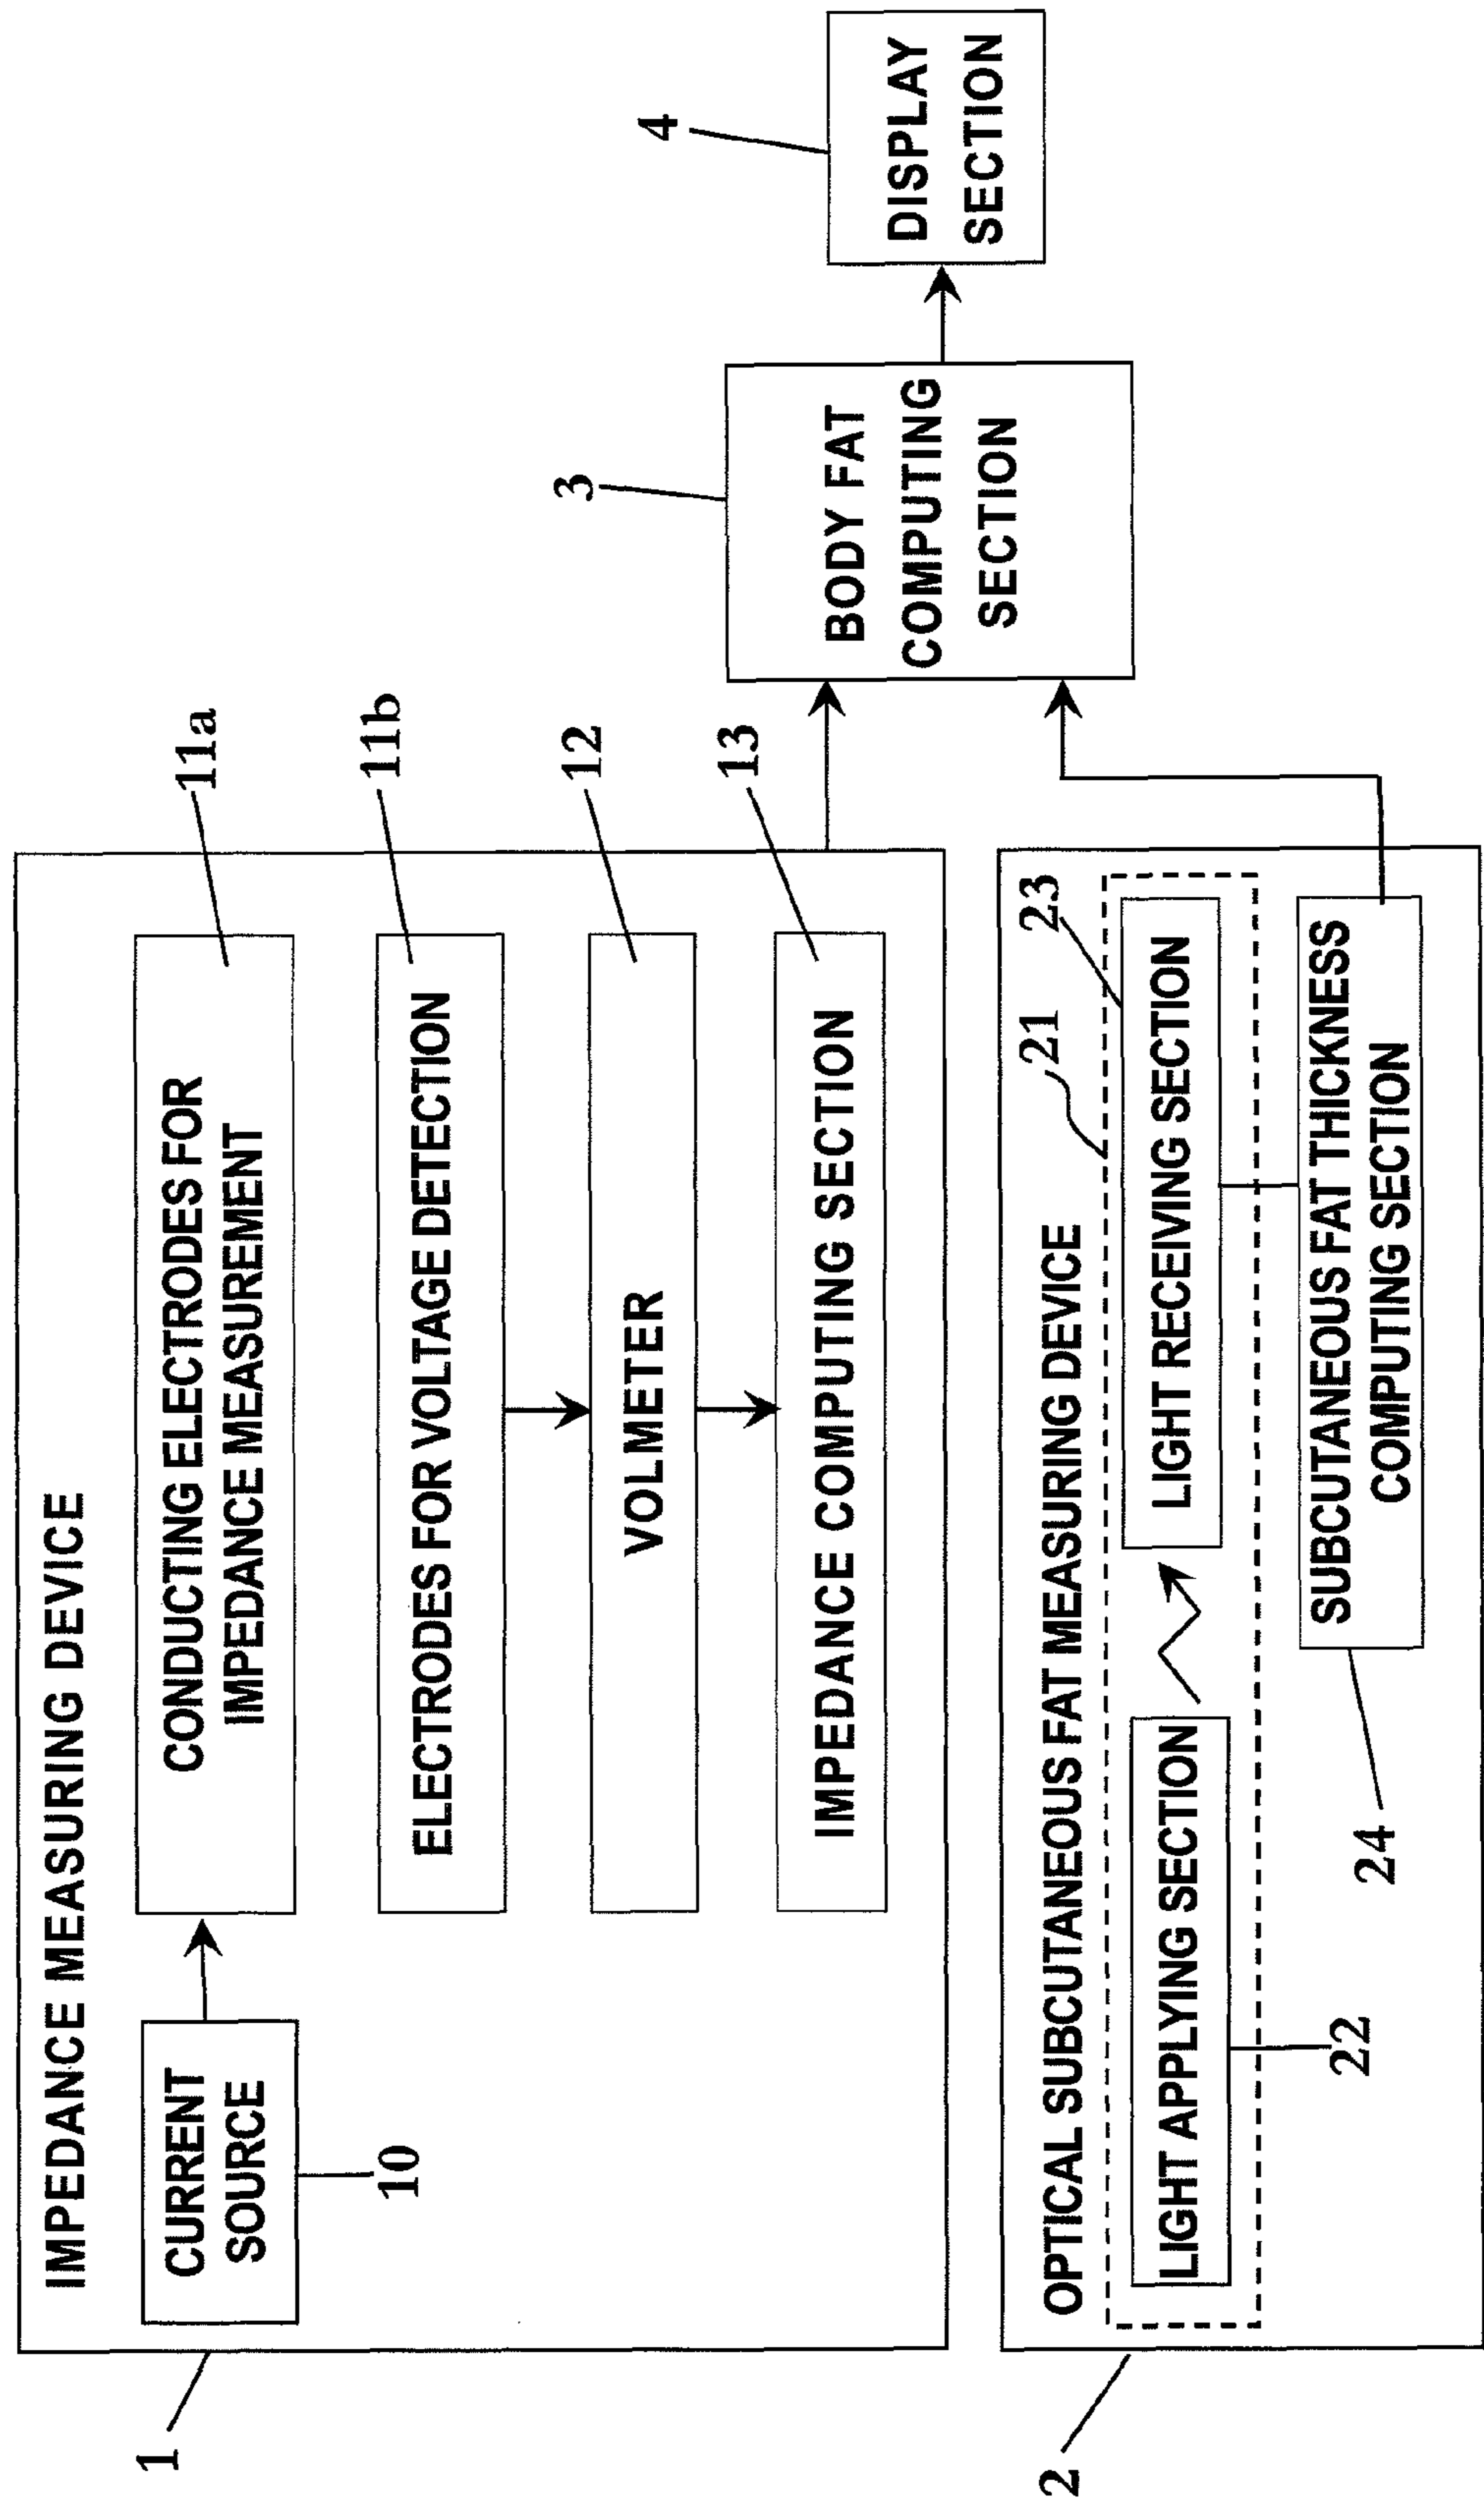 IMPEDANCE MEASURING DEVICE
1
CURRENT
SOURCE
10
CONDUCTING ELECTRODES FOR
IMPEDANCE MEASUREMENT
11a
ELECTRODES FOR VOLTAGE DETECTION
11b
VOLMETER
12
IMPEDANCE COMPUTING SECTION
13
OPTICAL SUBCUTANEOUS FAT MEASURING DEVICE
2
21
LIGHT APPLYING SECTION
22
LIGHT RECEIVING SECTION
23
SUBCUTANEOUS FAT THICKNESS
COMPUTING SECTION
24
BODY FAT
COMPUTING
SECTION
3
DISPLAY
SECTION
4